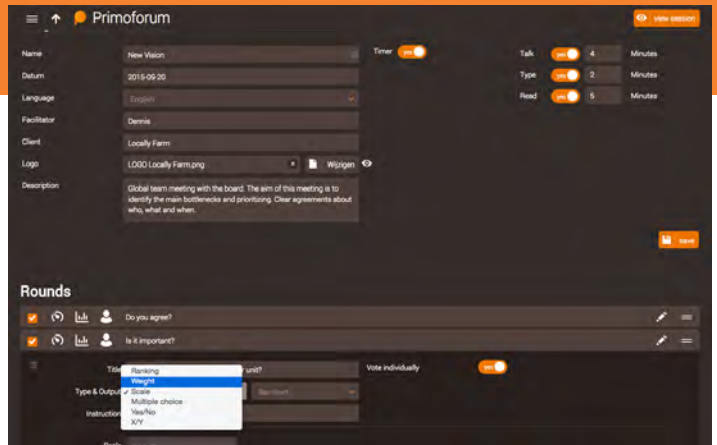 Primoforum
view session
Name New Vision Timer yes Talk yes 4 Minutes
Datum 2015-09-20 Type yes 2 Minutes
Language English Read yes 5 Minutes
Facilitator Dennis
Client Locally Farm
Logo LOGO Locally Farm.png × Wijzigen
Description Global team meeting with the board. The aim of this meeting is to
identify the main bottlenecks and prioritizing. Clear agreements about
who, what and when.
save
Rounds
Do you agree?
Is it important?
Title unit? Vote individually yes
Type & Output
Instruction
Ranking
Weight
✓ Scale
Multiple choice
Yes/No
X/Y